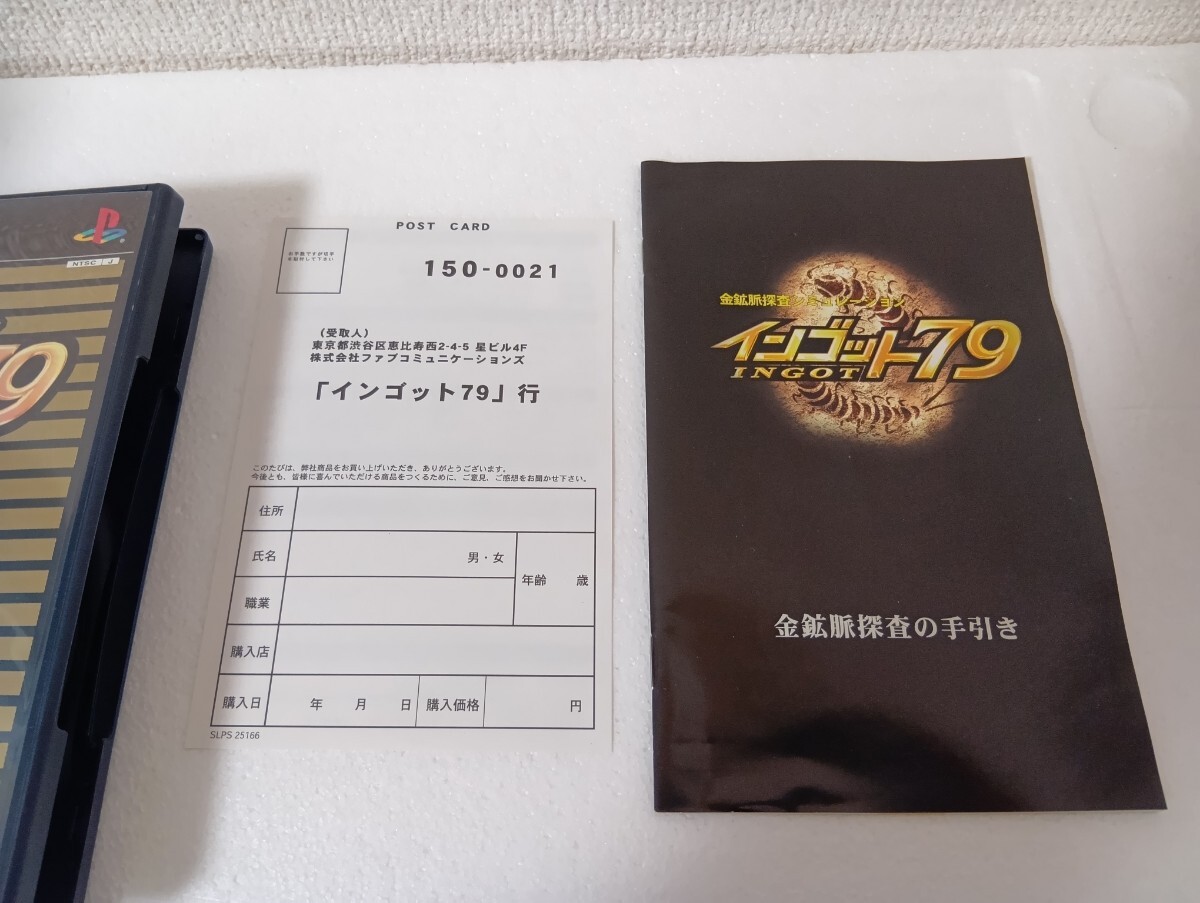 NTSC J
79
POST CARD
お手数ですが切手
を貼付して下さい
150-0021
(受取人)
東京都渋谷区恵比寿西2-4-5 星ビル4F
株式会社ファブコミュニケーションズ
「インゴット79」行
このたびは、弊社商品をお買い上げいただき、ありがとうございます。
今後とも、皆様に喜んでいただける商品をつくるために、ご意見、ご感想をお聞かせ下さい。
住所
氏名 男・女
年齢 歳
職業
購入店
購入日 年 月 日 購入価格 円
SLPS 25166
金鉱脈探査シミュレーション
インゴット79
INGOT
金鉱脈探査の手引き